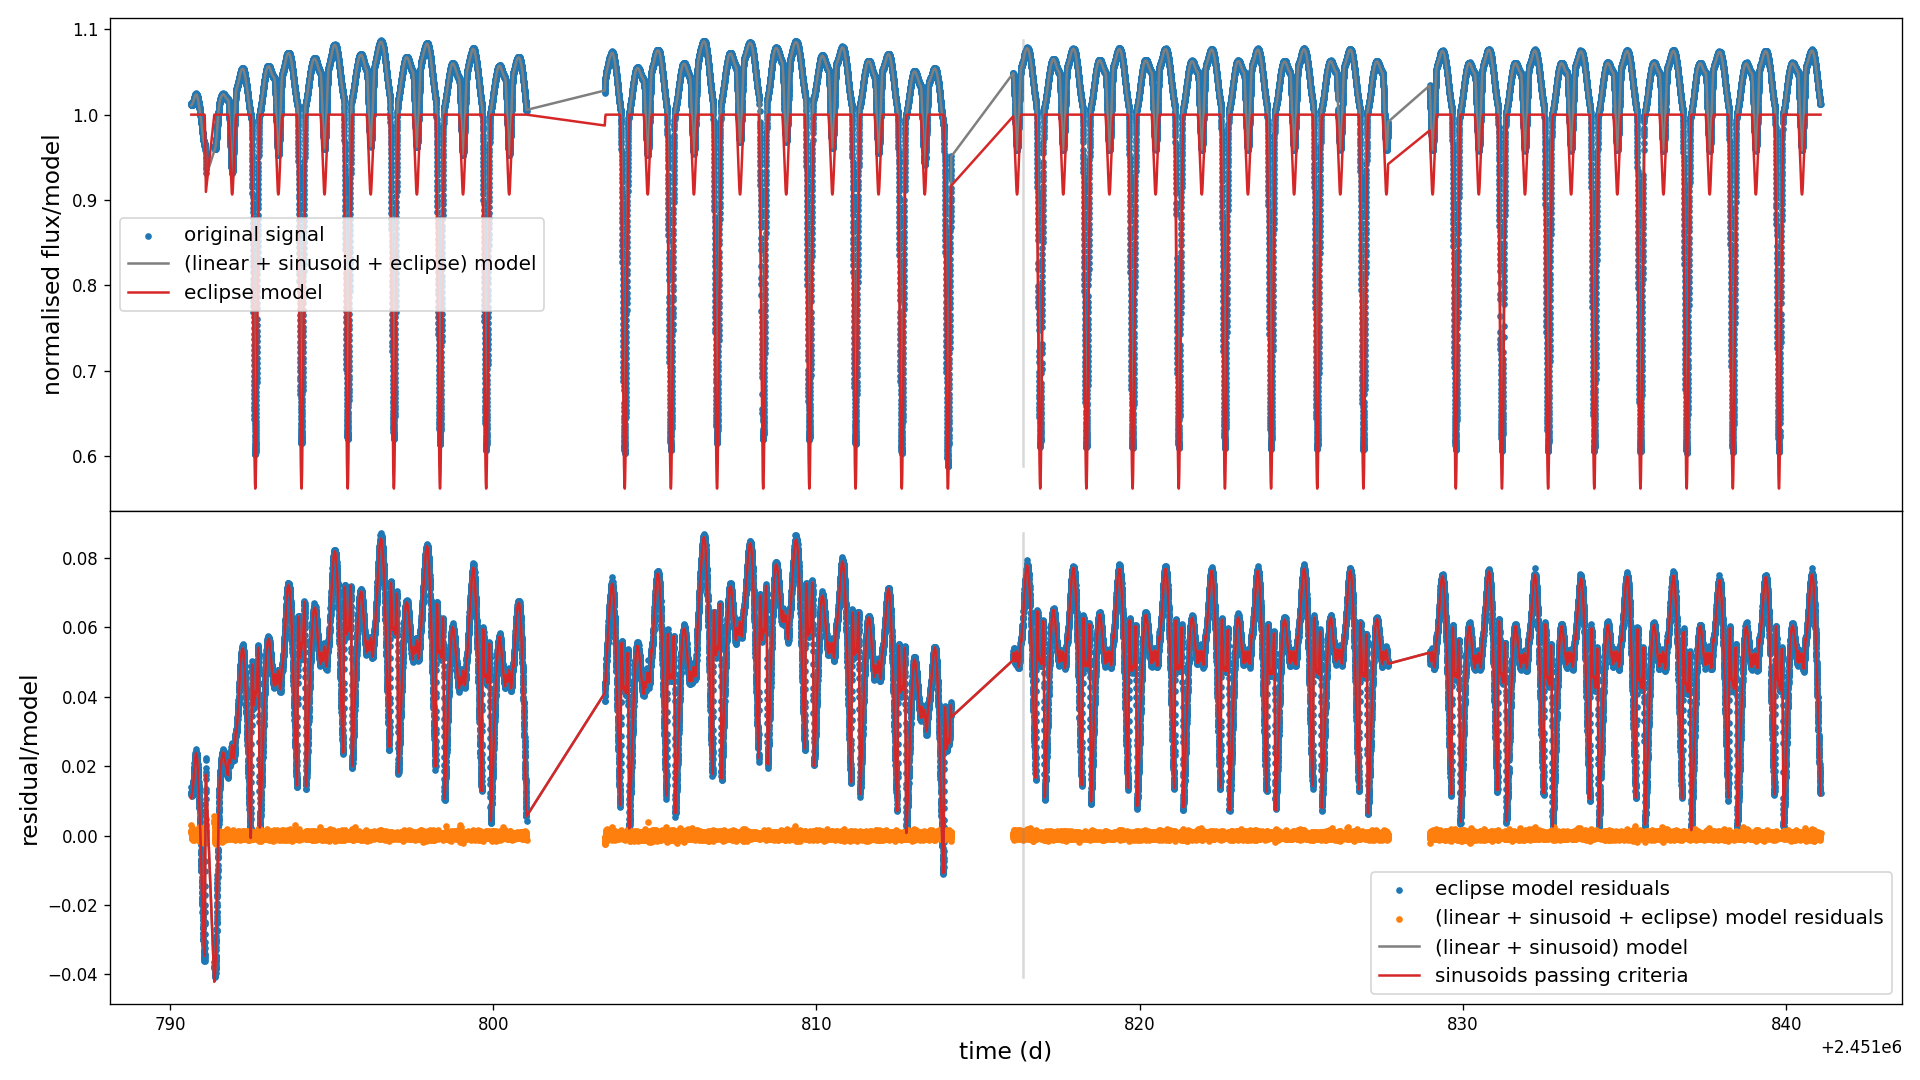 1.1
1.0
0.9
0.8
0.7
0.6
normalised flux/model
original signal
(linear + sinusoid + eclipse) model
eclipse model
0.08
0.06
0.04
0.02
0.00
−0.02
−0.04
residual/model
eclipse model residuals
(linear + sinusoid + eclipse) model residuals
(linear + sinusoid) model
sinusoids passing criteria
790 800 810 820 830 840
time (d)
+2.451e6